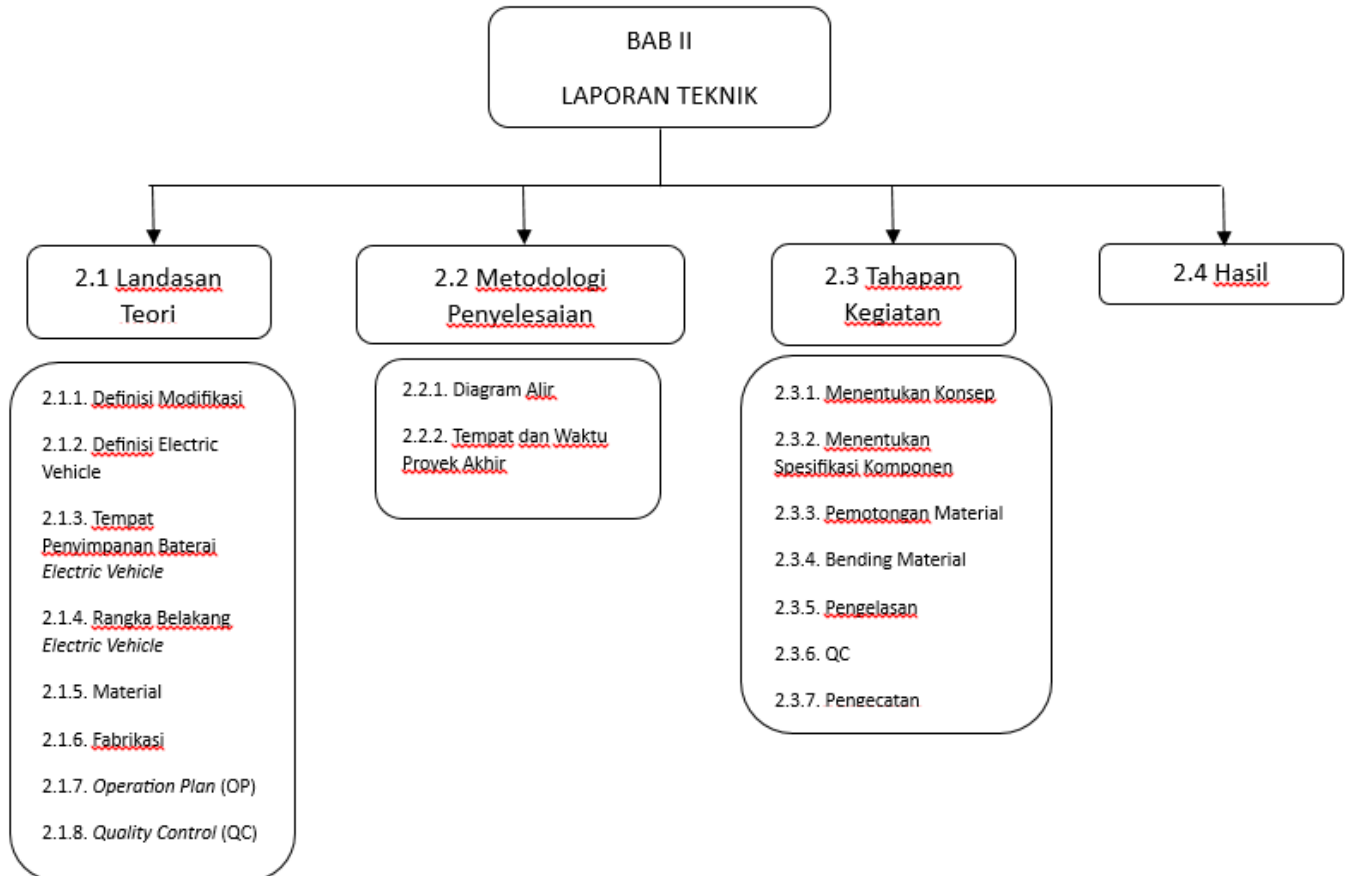 BAB II
LAPORAN TEKNIK
2.1 Landasan
Teori
2.1.1. Definisi Modifikasi
2.1.2. Definisi Electric
Vehicle
2.1.3. Tempat
Penyimpanan Baterai
Electric Vehicle
2.1.4. Rangka Belakang
Electric Vehicle
2.1.5. Material
2.1.6. Fabrikasi
2.1.7. Operation Plan (OP)
2.1.8. Quality Control (QC)
2.2 Metodologi
Penyelesaian
2.2.1. Diagram Alir
2.2.2. Tempat dan Waktu
Proyek Akhir
2.3 Tahapan
Kegiatan
2.3.1. Menentukan Konsep
2.3.2. Menentukan
Spesifikasi Komponen
2.3.3. Pemotongan Material
2.3.4. Bending Material
2.3.5. Pengelasan
2.3.6. QC
2.3.7. Pengecatan
2.4 Hasil